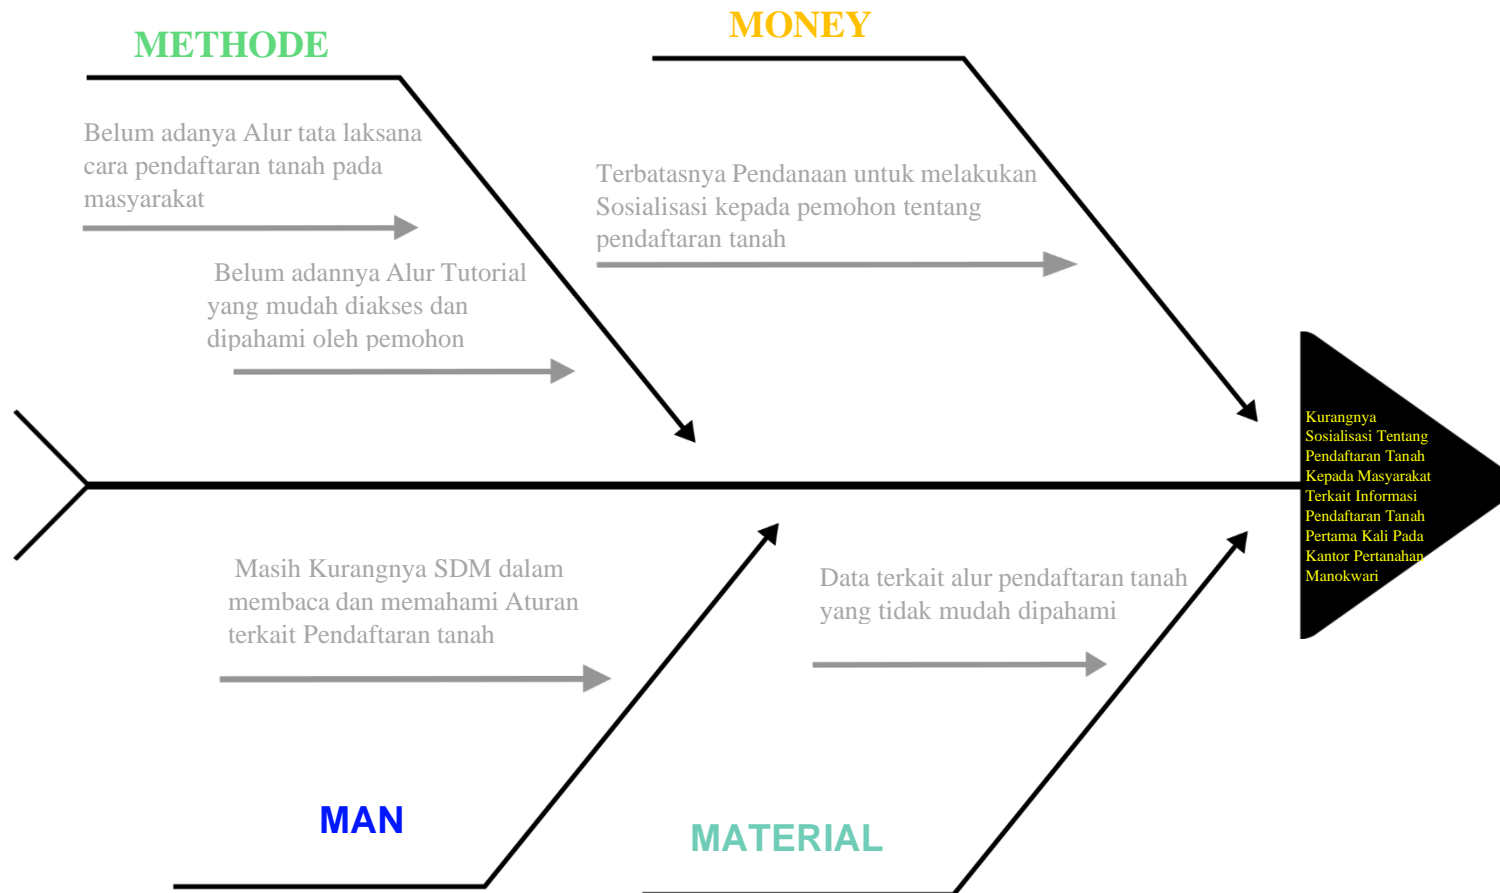 METHODE
MONEY
Belum adanya Alur tata laksana
cara pendaftaran tanah pada
masyarakat
Terbatasnya Pendanaan untuk melakukan
Sosialisasi kepada pemohon tentang
pendaftaran tanah
Belum adannya Alur Tutorial
yang mudah diakses dan
dipahami oleh pemohon
Kurangnya
Sosialisasi Tentang
Pendaftaran Tanah
Kepada Masyarakat
Terkait Informasi
Pendaftaran Tanah
Pertama Kali Pada
Kantor Pertanahan
Manokwari
Masih Kurangnya SDM dalam
membaca dan memahami Aturan
terkait Pendaftaran tanah
Data terkait alur pendaftaran tanah
yang tidak mudah dipahami
MAN
MATERIAL